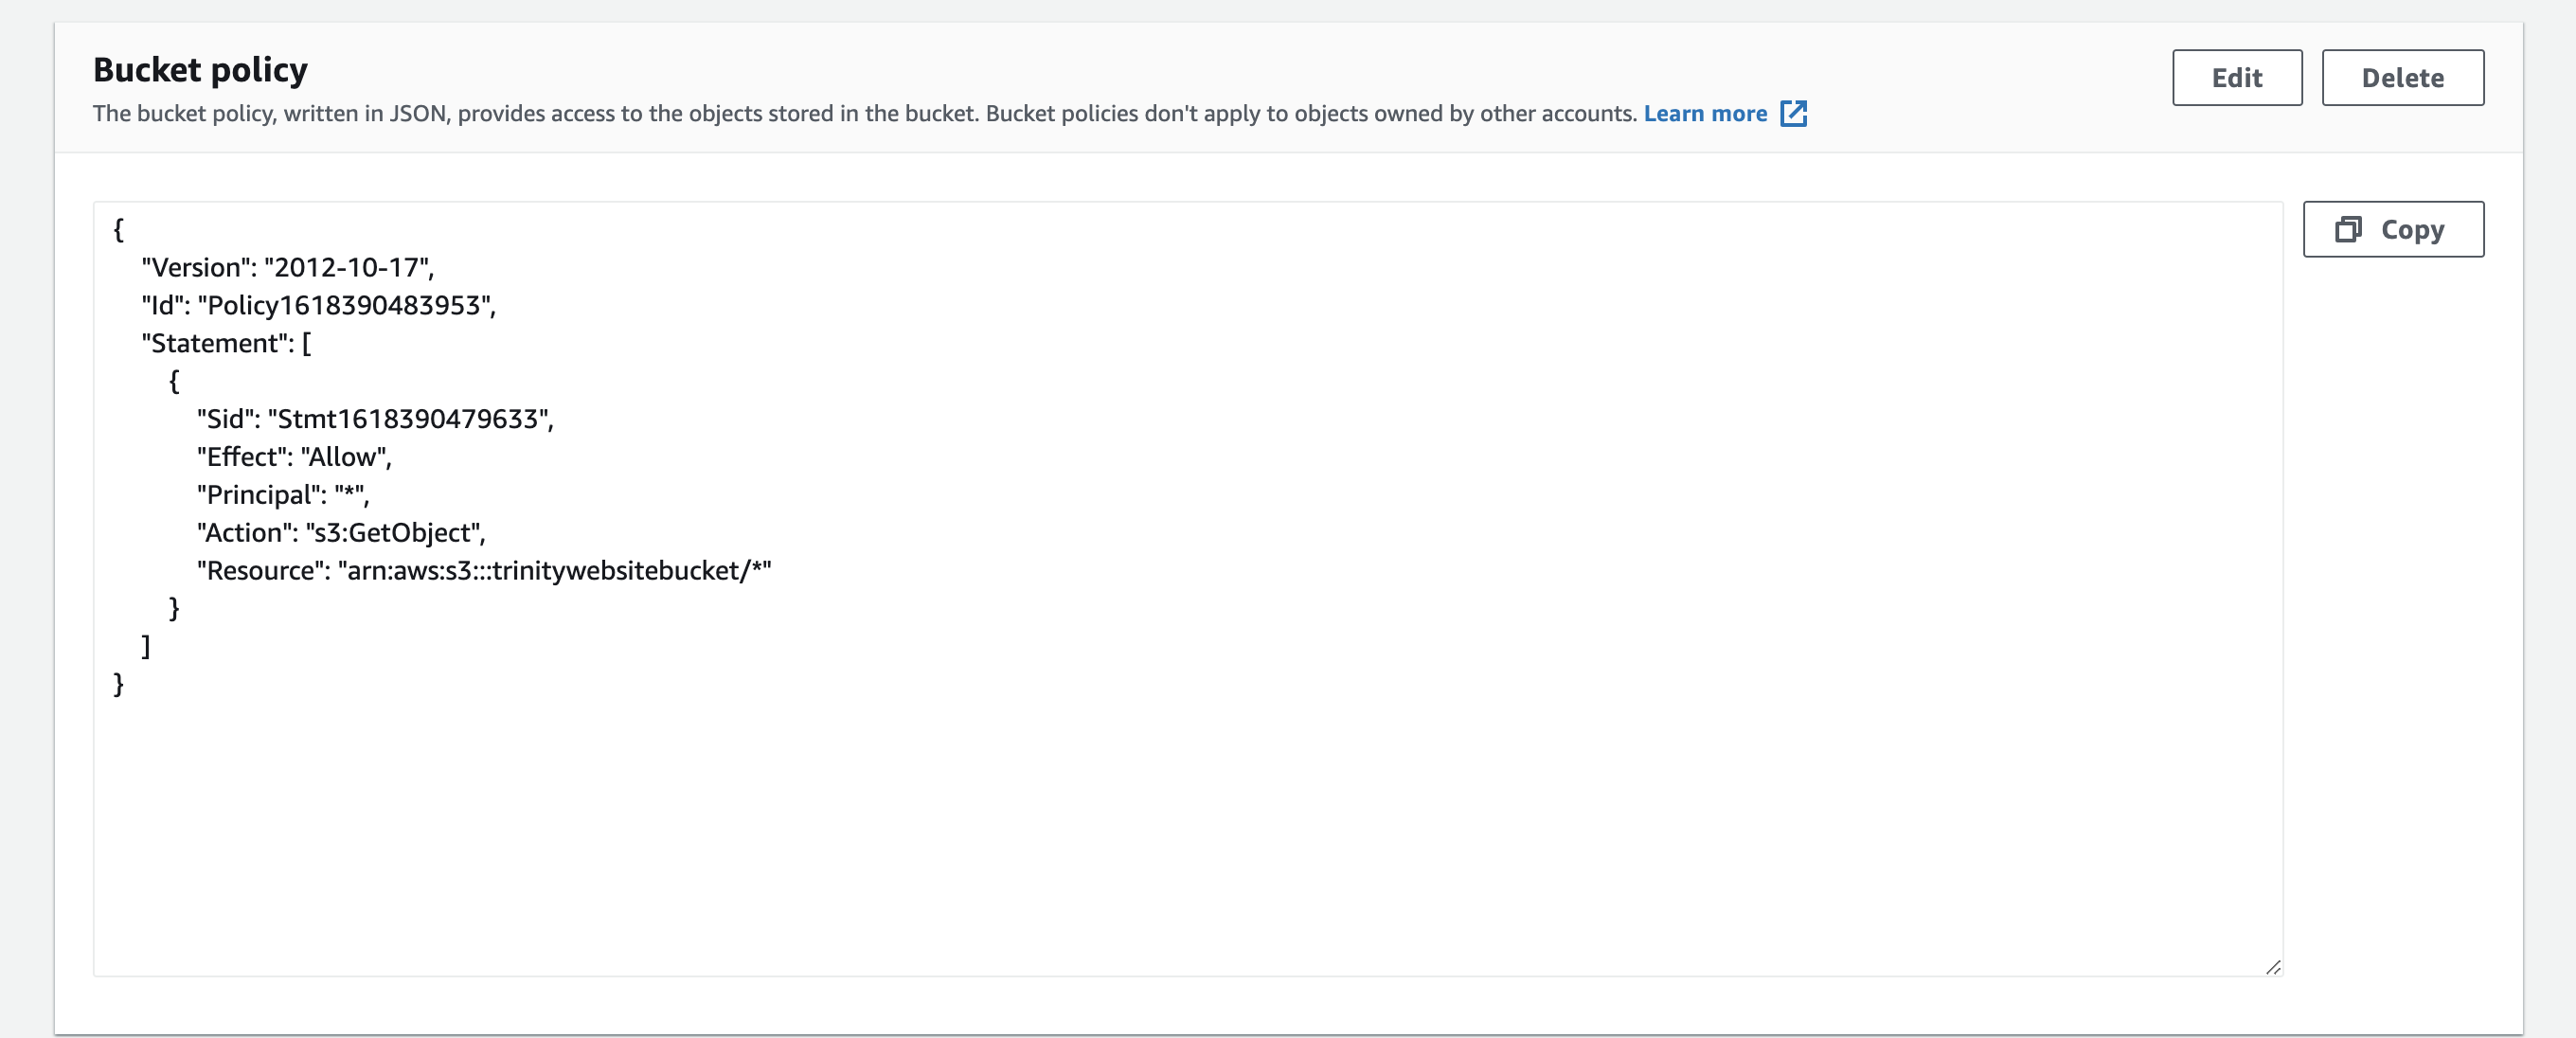 Bucket policy
Edit
Delete
The bucket policy, written in JSON, provides access to the objects stored in the bucket. Bucket policies don't apply to objects owned by other accounts. Learn more
Copy
{
"Version": "2012-10-17",
"Id": "Policy1618390483953",
"Statement": [
{
"Sid": "Stmt1618390479633",
"Effect": "Allow",
"Principal": "*",
"Action": "s3:GetObject",
"Resource": "arn:aws:s3:::trinitywebsitebucket/*"
}
]
}